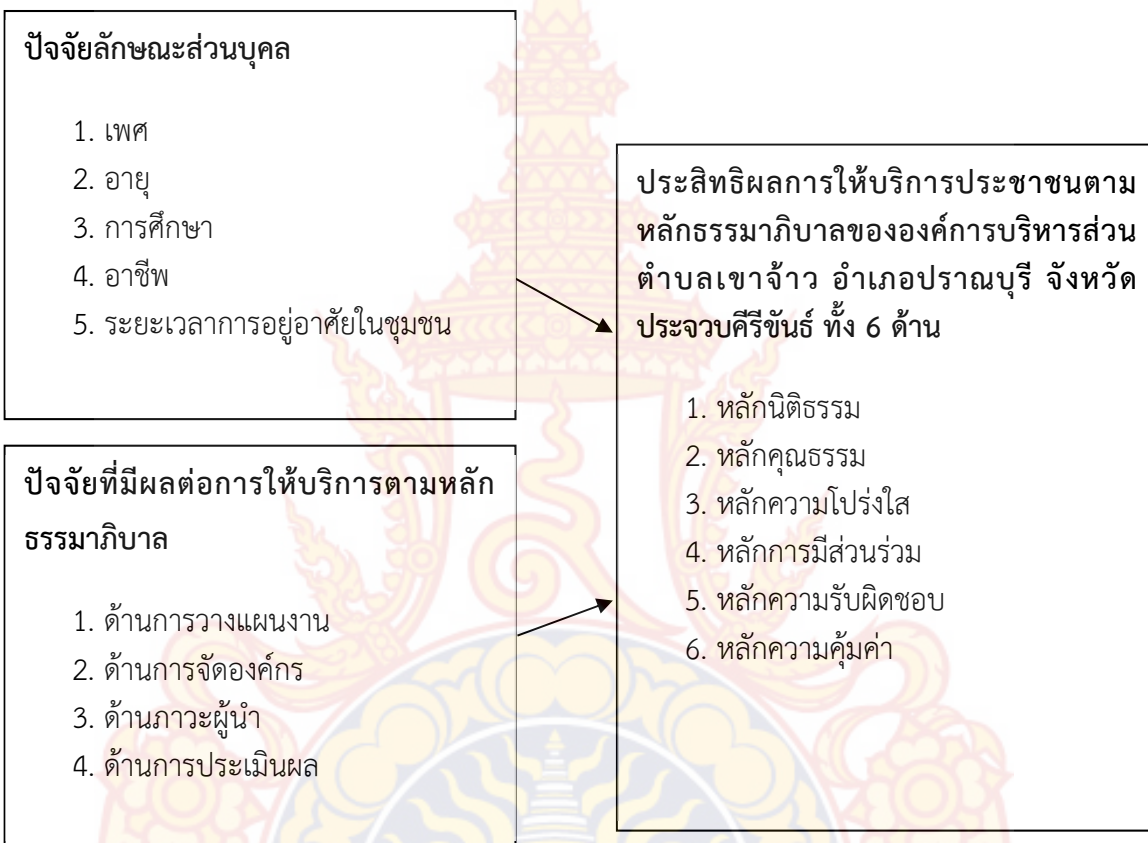 ปัจจัยลักษณะส่วนบุคล
1. เพศ
2. อายุ
3. การศึกษา
4. อาชีพ
5. ระยะเวลาการอยู่อาศัยในชุมชน
ปัจจัยที่มีผลต่อการให้บริการตามหลัก
ธรรมาภิบาล
1. ด้านการวางแผนงาน
2. ด้านการจัดองค์กร
3. ด้านภาวะผู้นำ
4. ด้านการประเมินผล
ประสิทธิผลการให้บริการประชาชนตาม
หลักธรรมาภิบาลขององค์การบริหารส่วน
ตำบลเขาจ้าว อำเภอปราณบุรี จังหวัด
ประจวบคีรีขันธ์ ทั้ง 6 ด้าน
1. หลักนิติธรรม
2. หลักคุณธรรม
3. หลักความโปร่งใส
4. หลักการมีส่วนร่วม
5. หลักความรับผิดชอบ
6. หลักความคุ้มค่า